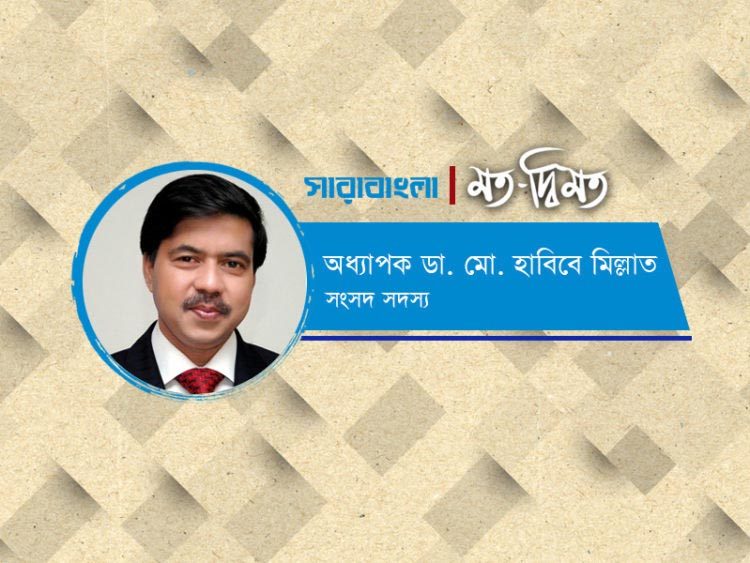 সারাবাংলা | মত-দ্বিমত
অধ্যাপক ডা. মো. হাবিবে মিল্লাত
সংসদ সদস্য